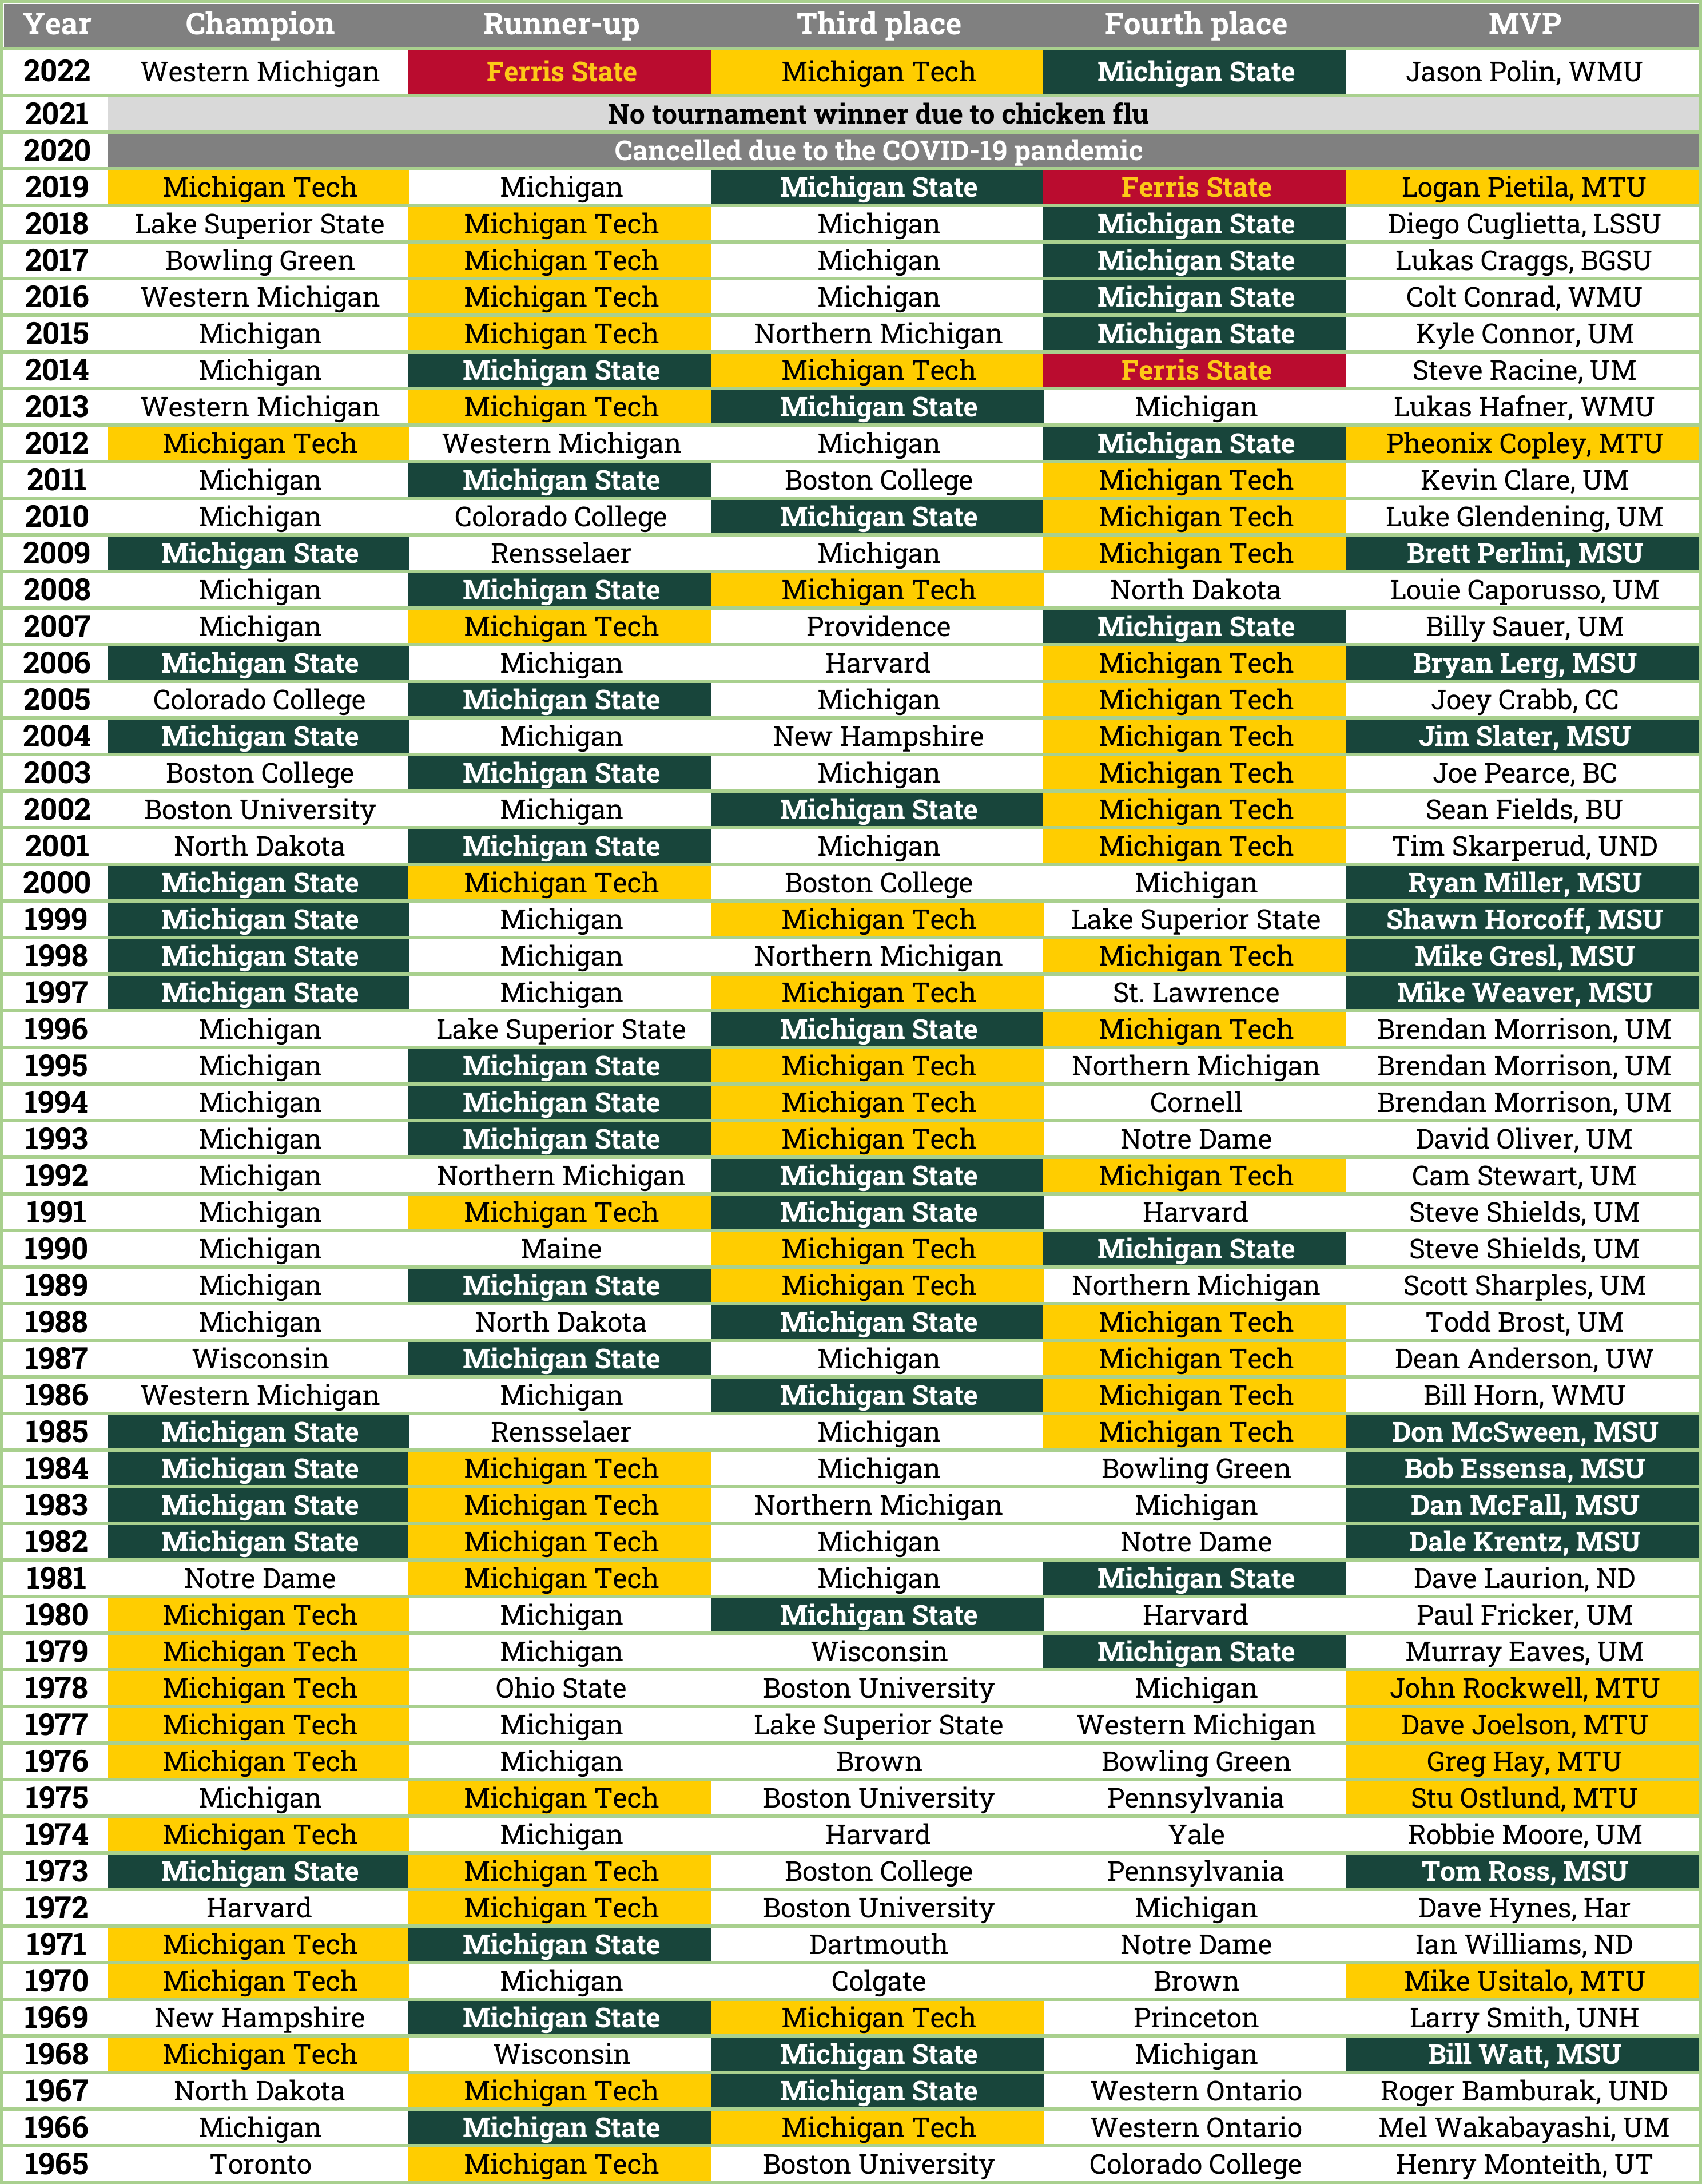 Year Champion Runner-up Third place Fourth place MVP
2022 Western Michigan Ferris State Michigan Tech Michigan State Jason Polin, WMU
2021 No tournament winner due to chicken flu
2020 Cancelled due to the COVID-19 pandemic
2019 Michigan Tech Michigan Michigan State Ferris State Logan Pietila, MTU
2018 Lake Superior State Michigan Tech Michigan Michigan State Diego Cuglietta, LSSU
2017 Bowling Green Michigan Tech Michigan Michigan State Lukas Craggs, BGSU
2016 Western Michigan Michigan Tech Michigan Michigan State Colt Conrad, WMU
2015 Michigan Michigan Tech Northern Michigan Michigan State Kyle Connor, UM
2014 Michigan Michigan State Michigan Tech Ferris State Steve Racine, UM
2013 Western Michigan Michigan Tech Michigan State Michigan Lukas Hafner, WMU
2012 Michigan Tech Western Michigan Michigan Michigan State Pheonix Copley, MTU
2011 Michigan Michigan State Boston College Michigan Tech Kevin Clare, UM
2010 Michigan Colorado College Michigan State Michigan Tech Luke Glendening, UM
2009 Michigan State Rensselaer Michigan Michigan Tech Brett Perlini, MSU
2008 Michigan Michigan State Michigan Tech North Dakota Louie Caporusso, UM
2007 Michigan Michigan Tech Providence Michigan State Billy Sauer, UM
2006 Michigan State Michigan Harvard Michigan Tech Bryan Lerg, MSU
2005 Colorado College Michigan State Michigan Michigan Tech Joey Crabb, CC
2004 Michigan State Michigan New Hampshire Michigan Tech Jim Slater, MSU
2003 Boston College Michigan State Michigan Michigan Tech Joe Pearce, BC
2002 Boston University Michigan Michigan State Michigan Tech Sean Fields, BU
2001 North Dakota Michigan State Michigan Michigan Tech Tim Skarperud, UND
2000 Michigan State Michigan Tech Boston College Michigan Ryan Miller, MSU
1999 Michigan State Michigan Michigan Tech Lake Superior State Shawn Horcoff, MSU
1998 Michigan State Michigan Northern Michigan Michigan Tech Mike Gresl, MSU
1997 Michigan State Michigan Michigan Tech St. Lawrence Mike Weaver, MSU
1996 Michigan Lake Superior State Michigan State Michigan Tech Brendan Morrison, UM
1995 Michigan Michigan State Michigan Tech Northern Michigan Brendan Morrison, UM
1994 Michigan Michigan State Michigan Tech Cornell Brendan Morrison, UM
1993 Michigan Michigan State Michigan Tech Notre Dame David Oliver, UM
1992 Michigan Northern Michigan Michigan State Michigan Tech Cam Stewart, UM
1991 Michigan Michigan Tech Michigan State Harvard Steve Shields, UM
1990 Michigan Maine Michigan Tech Michigan State Steve Shields, UM
1989 Michigan Michigan State Michigan Tech Northern Michigan Scott Sharples, UM
1988 Michigan North Dakota Michigan State Michigan Tech Todd Brost, UM
1987 Wisconsin Michigan State Michigan Michigan Tech Dean Anderson, UW
1986 Western Michigan Michigan Michigan State Michigan Tech Bill Horn, WMU
1985 Michigan State Rensselaer Michigan Michigan Tech Don McSween, MSU
1984 Michigan State Michigan Tech Michigan Bowling Green Bob Essensa, MSU
1983 Michigan State Michigan Tech Northern Michigan Michigan Dan McFall, MSU
1982 Michigan State Michigan Tech Michigan Notre Dame Dale Krentz, MSU
1981 Notre Dame Michigan Tech Michigan Michigan State Dave Laurion, ND
1980 Michigan Tech Michigan Michigan State Harvard Paul Fricker, UM
1979 Michigan Tech Michigan Wisconsin Michigan State Murray Eaves, UM
1978 Michigan Tech Ohio State Boston University Michigan John Rockwell, MTU
1977 Michigan Tech Michigan Lake Superior State Western Michigan Dave Joelson, MTU
1976 Michigan Tech Michigan Brown Bowling Green Greg Hay, MTU
1975 Michigan Michigan Tech Boston University Pennsylvania Stu Ostlund, MTU
1974 Michigan Tech Michigan Harvard Yale Robbie Moore, UM
1973 Michigan State Michigan Tech Boston College Pennsylvania Tom Ross, MSU
1972 Harvard Michigan Tech Boston University Michigan Dave Hynes, Har
1971 Michigan Tech Michigan State Dartmouth Notre Dame Ian Williams, ND
1970 Michigan Tech Michigan Colgate Brown Mike Usitalo, MTU
1969 New Hampshire Michigan State Michigan Tech Princeton Larry Smith, UNH
1968 Michigan Tech Wisconsin Michigan State Michigan Bill Watt, MSU
1967 North Dakota Michigan Tech Michigan State Western Ontario Roger Bamburak, UND
1966 Michigan Michigan State Michigan Tech Western Ontario Mel Wakabayashi, UM
1965 Toronto Michigan Tech Boston University Colorado College Henry Monteith, UT